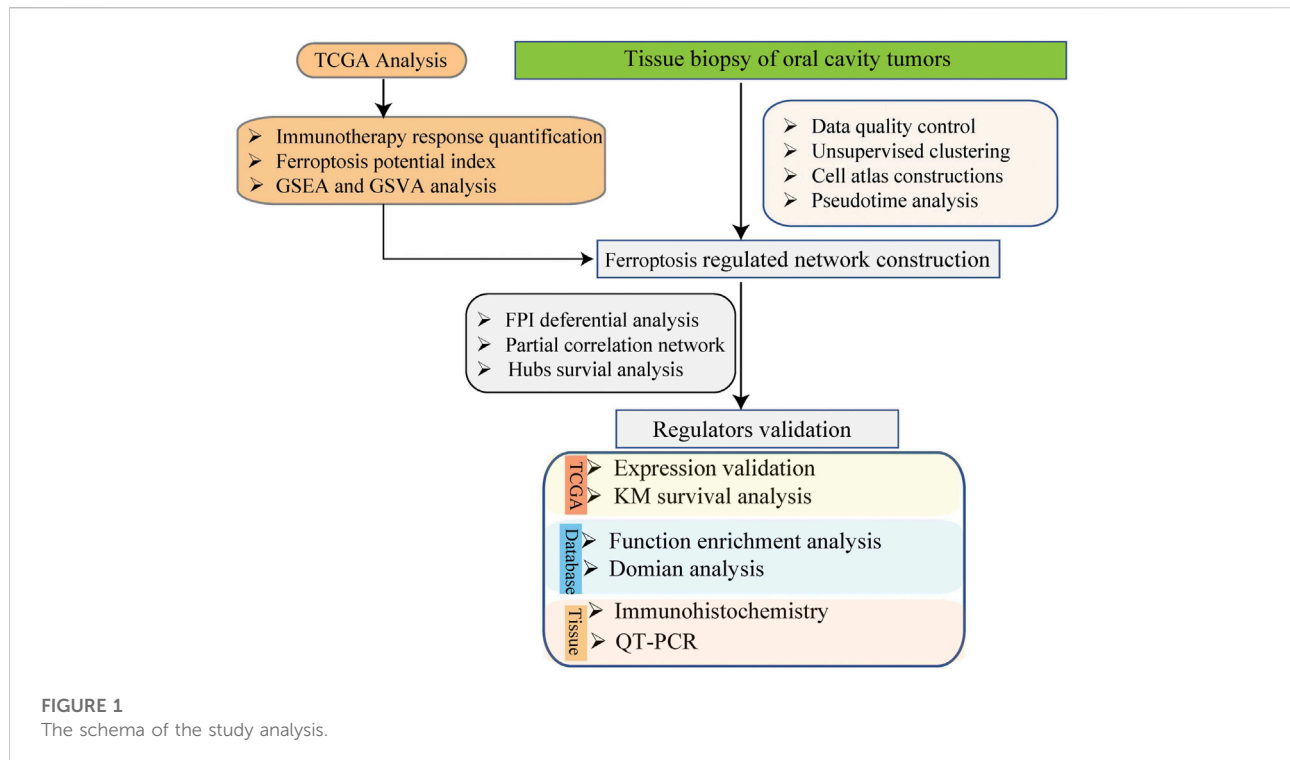 TCGA Analysis
Tissue biopsy of oral cavity tumors
➢ Immunotherapy response quantification
➢ Ferroptosis potential index
➢ GSEA and GSVA analysis
➢ Data quality control
➢ Unsupervised clustering
➢ Cell atlas constructions
➢ Pseudotime analysis
Ferroptosis regulated network construction
➢ FPI deferential analysis
➢ Partial correlation network
➢ Hubs survial analysis
Regulators validation
TCGA
➢ Expression validation
➢ KM survival analysis
Database
➢ Function enrichment analysis
➢ Domian analysis
Tissue
➢ Immunohistochemistry
➢ QT-PCR
FIGURE 1
The schema of the study analysis.